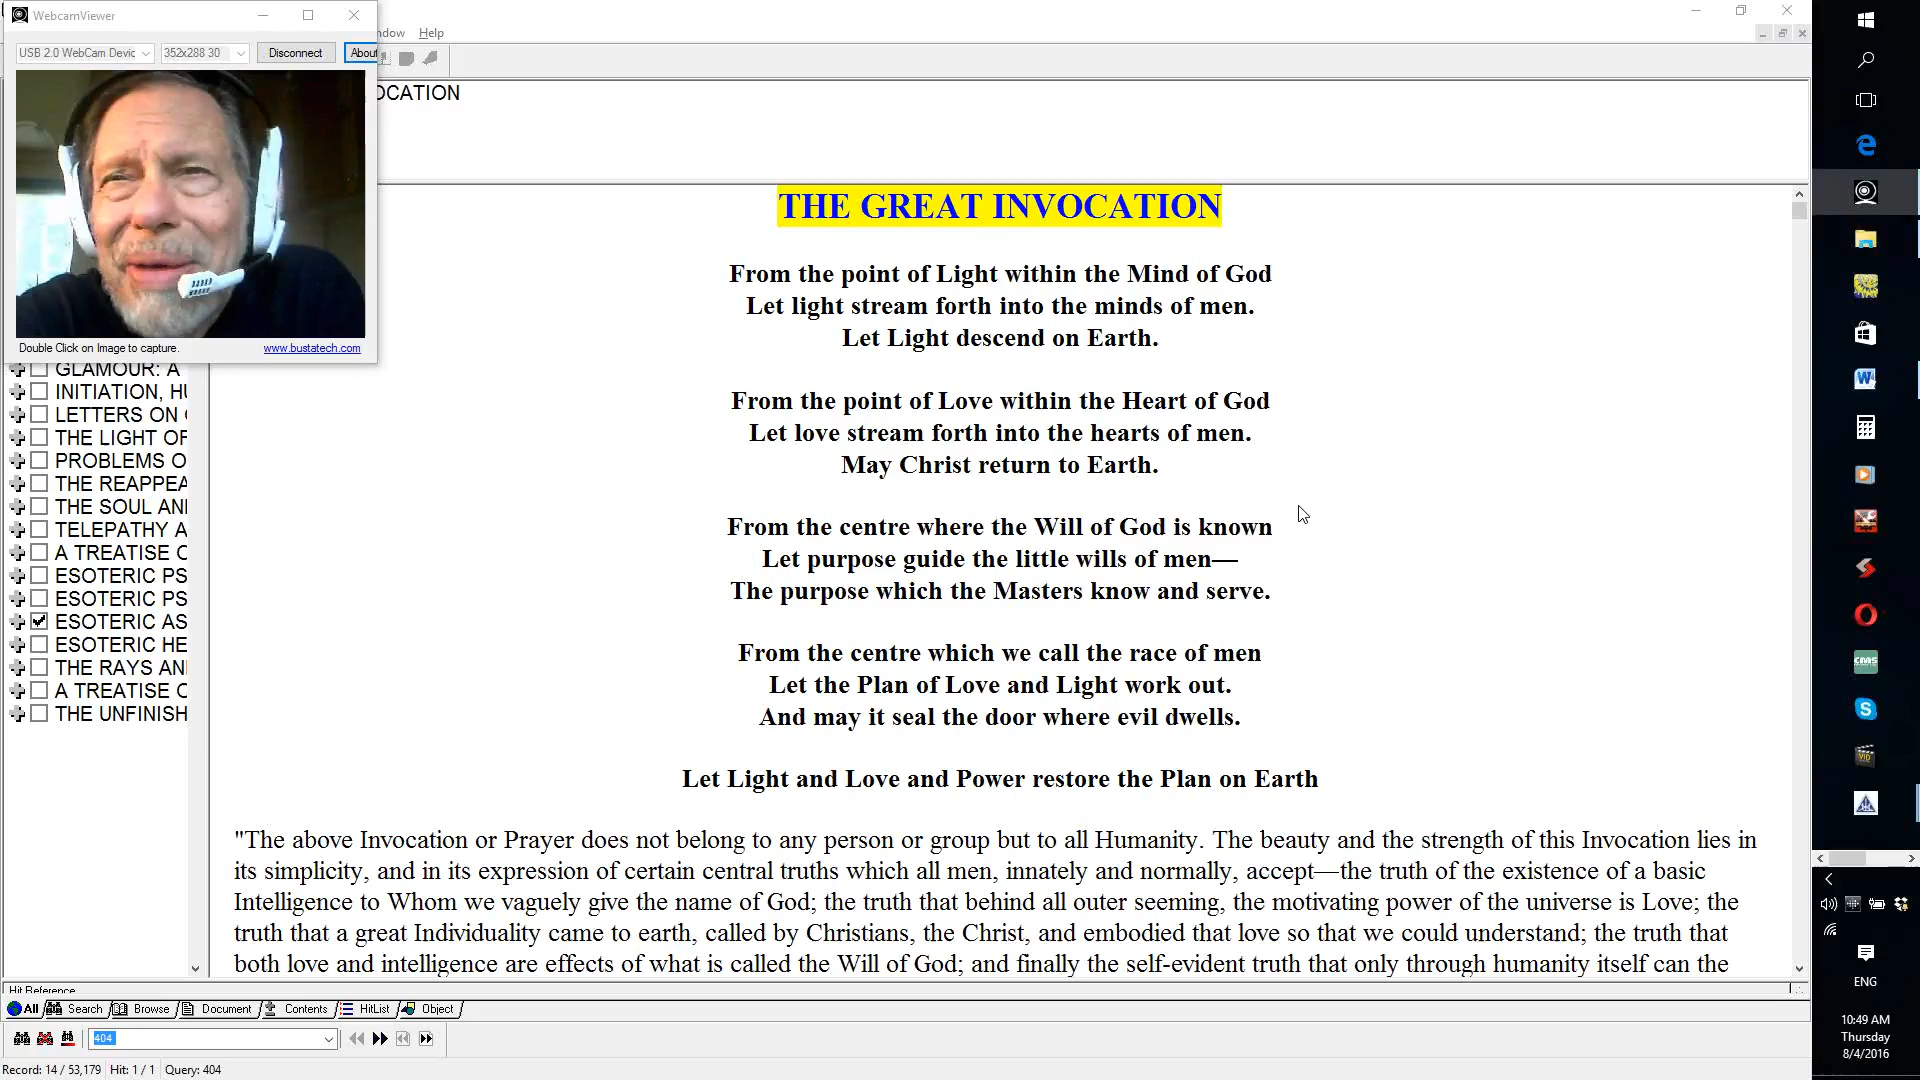 WebcamViewer
USB 2.0 WebCam Devic
352x288 30
Disconnect
About
ndow Help
OCATION
THE GREAT INVOCATION
From the point of Light within the Mind of God
Let light stream forth into the minds of men.
Let Light descend on Earth.
From the point of Love within the Heart of God
Let love stream forth into the hearts of men.
May Christ return to Earth.
From the centre where the Will of God is known
Let purpose guide the little wills of men—
The purpose which the Masters know and serve.
From the centre which we call the race of men
Let the Plan of Love and Light work out.
And may it seal the door where evil dwells.
Let Light and Love and Power restore the Plan on Earth
"The above Invocation or Prayer does not belong to any person or group but to all Humanity. The beauty and the strength of this Invocation lies in
its simplicity, and in its expression of certain central truths which all men, innately and normally, accept—the truth of the existence of a basic
Intelligence to Whom we vaguely give the name of God; the truth that behind all outer seeming, the motivating power of the universe is Love; the
truth that a great Individuality came to earth, called by Christians, the Christ, and embodied that love so that we could understand; the truth that
both love and intelligence are effects of what is called the Will of God; and finally the self-evident truth that only through humanity itself can the
Double Click on Image to capture.
www.bustatech.com
GLAMOUR: A
INITIATION, HU
LETTERS ON
THE LIGHT OF
PROBLEMS O
THE REAPPEA
THE SOUL AN
TELEPATHY A
A TREATISE O
ESOTERIC PS
ESOTERIC PS
ESOTERIC AS
ESOTERIC HE
THE RAYS AN
A TREATISE O
THE UNFINISH
Hit Reference
All Search Browse Document Contents HitList Object
404
Record: 14 / 53,179 Hit: 1 / 1 Query: 404
CMS
VID
ENG
10:49 AM
Thursday
8/4/2016